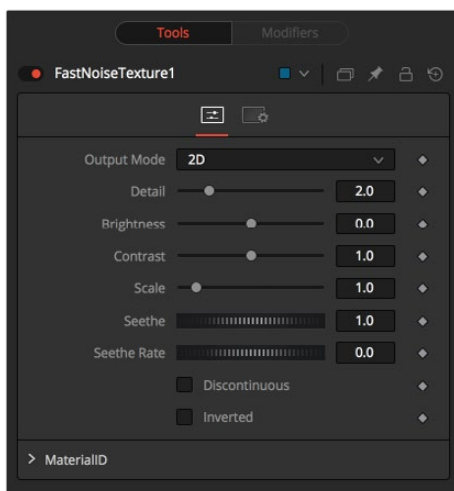 Tools Modifiers
FastNoiseTexture1
Output Mode 2D
Detail 2.0
Brightness 0.0
Contrast 1.0
Scale 1.0
Seethe 1.0
Seethe Rate 0.0
Discontinuous
Inverted
MaterialID